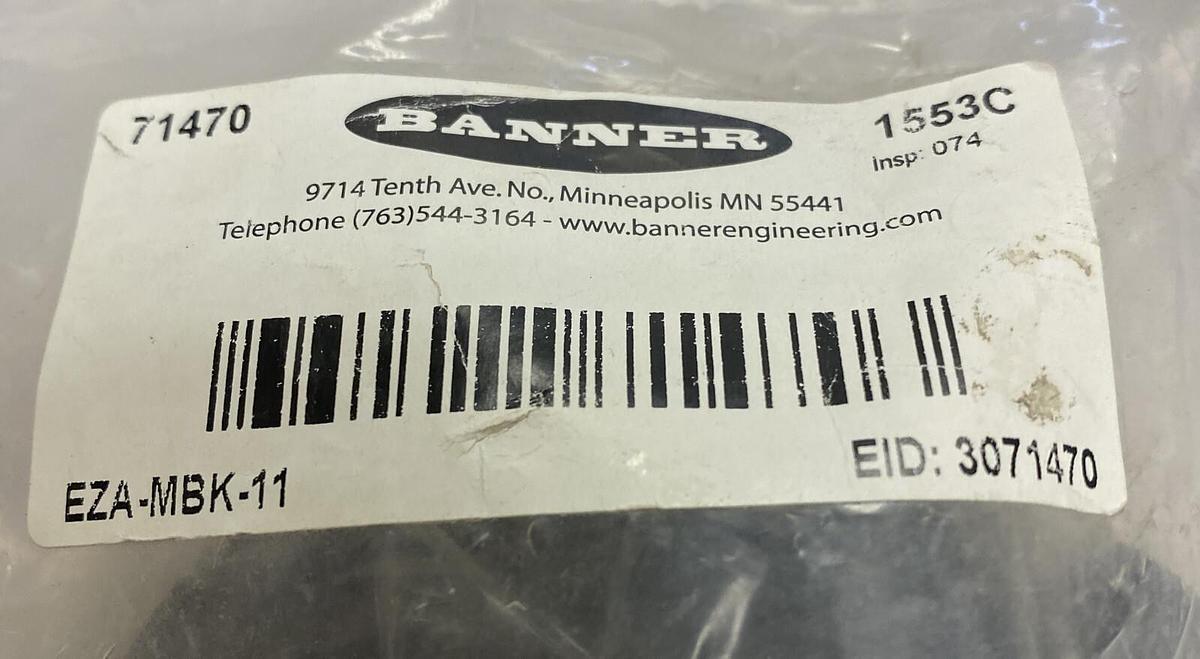 71470
BANNER
1553C
insp: 074
9714 Tenth Ave. No., Minneapolis MN 55441
Telephone (763)544-3164 - www.bannerengineering.com
EZA-MBK-11
EID: 3071470